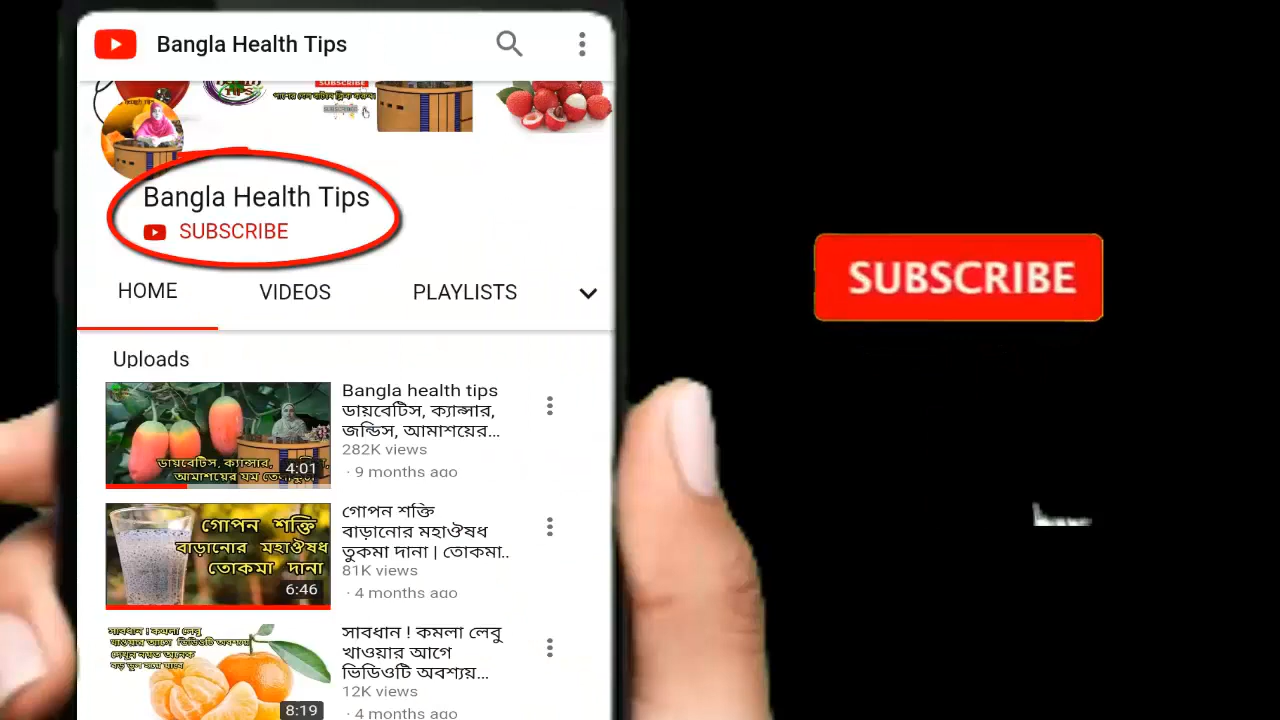 Bangla Health Tips
SUBSCRIBE
Bangla Health Tips
SUBSCRIBE
SUBSCRIBE
HOME
VIDEOS
PLAYLISTS
Uploads
ডায়বেটিস, ক্যান্সার,
4:01
Bangla health tips
ডায়বেটিস, ক্যান্সার,
জন্ডিস, আমাশয়ের...
282K views
· 9 months ago
গোপন শক্তি
বাড়ানোর মহাঔষধ
তোকমা দানা
6:46
গোপন শক্তি
বাড়ানোর মহাঔষধ
তুকমা দানা | তোকমা..
81K views
· 4 months ago
সাবধান ! কমলা লেবু
8:19
সাবধান ! কমলা লেবু
খাওয়ার আগে
ভিডিওটি অবশ্যয়...
12K views
· 4 months ago